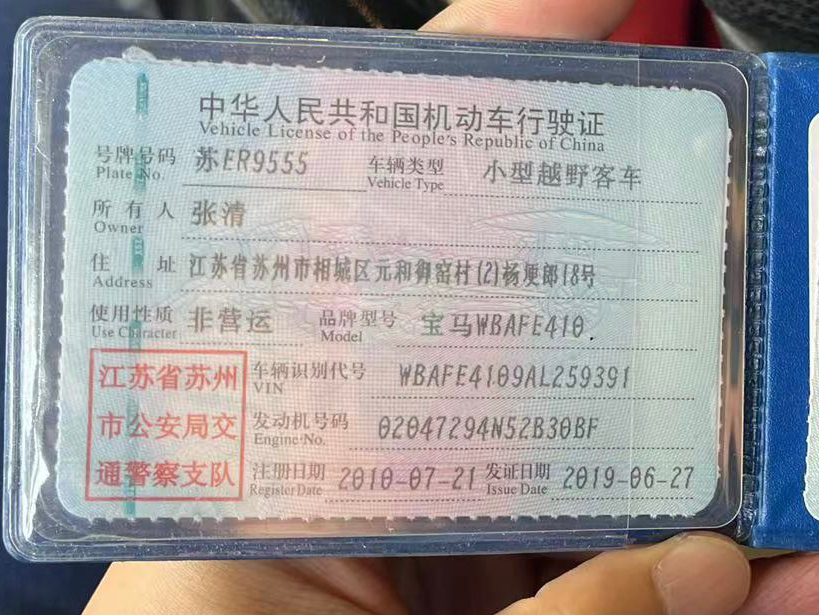 中华人民共和国机动车行驶证
Vehicle License of the People's Republic of China
号牌号码 苏ER9555 车辆类型 小型越野客车
Plate No. Vehicle Type
所有人 张清
Owner
住址 江苏省苏州市相城区元和御窑村(2)杨埂郎18号
Address
使用性质 非营运 品牌型号 宝马WBAFE410
Use Character Model
江苏省苏州 车辆识别代号 WBAFE4109AL259391
VIN
市公安局交 发动机号码 02047294N52B30BF
Engine No.
通警察支队 注册日期 2010-07-21 发证日期 2019-06-27
Register Date Issue Date